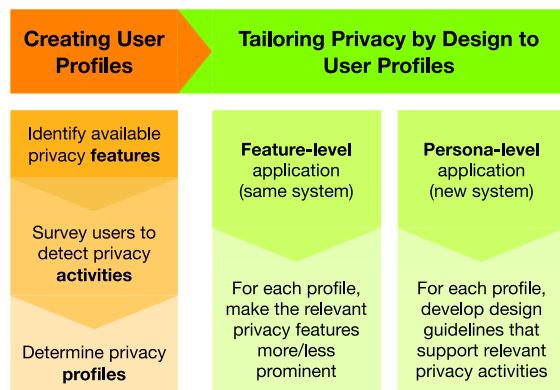 Creating User
Profiles
Tailoring Privacy by Design to
User Profiles
Identify available
privacy features
Survey users to
detect privacy
activities
Determine privacy
profiles
Feature-level
application
(same system)
For each profile,
make the relevant
privacy features
more/less
prominent
Persona-level
application
(new system)
For each profile,
develop design
guidelines that
support relevant
privacy activities